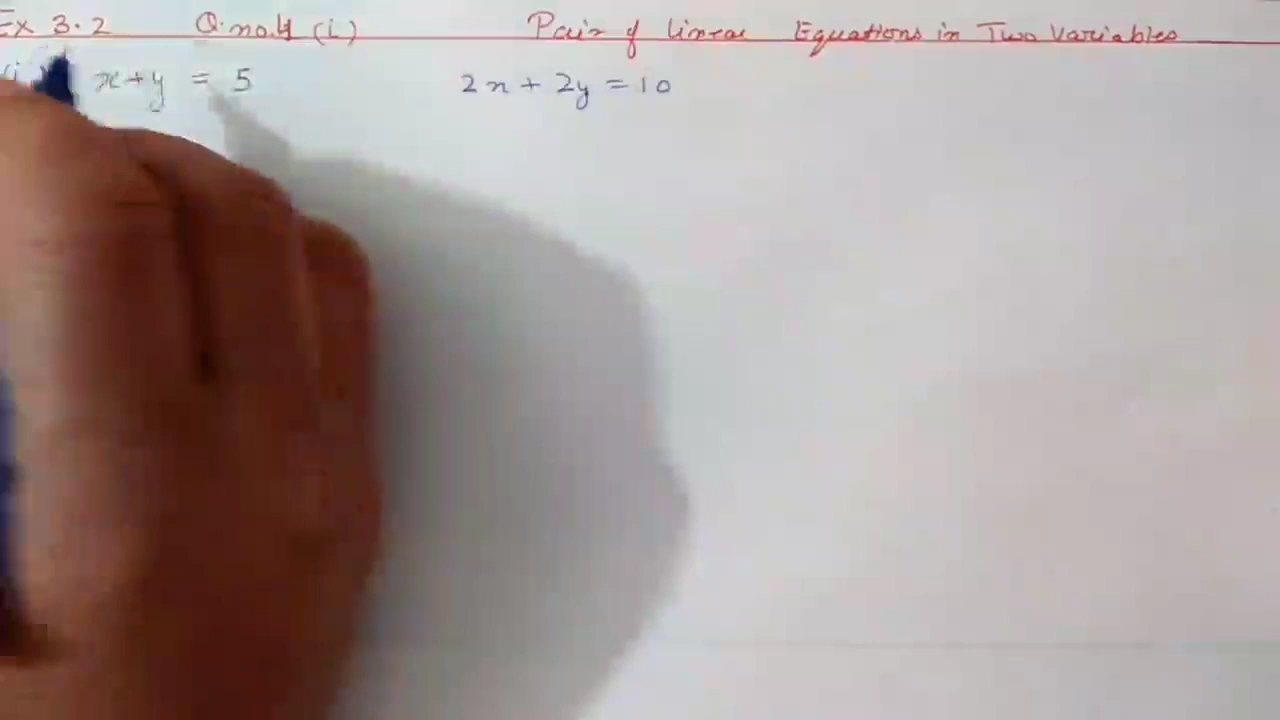 Ex 3.2 Q.no.4 (i) Pair of linear Equations in Two Variables
x+y = 5 2x + 2y = 10